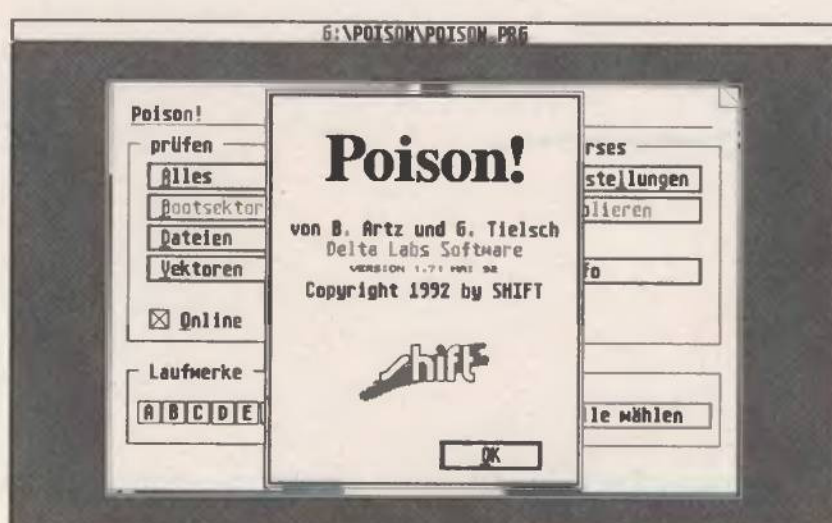 G:\POISON\POISON.PRG
Poison!
prüfen
Alles
Bootsektor
Dateien
Vektoren
Online
Laufwerke
A B C D E
Poison!
von B. Artz und G. Tielsch
Delta Labs Software
VERSION 1.71 MAI 92
Copyright 1992 by SHIFT
shift
OK
rses
stellungen
olieren
fo
lle wählen